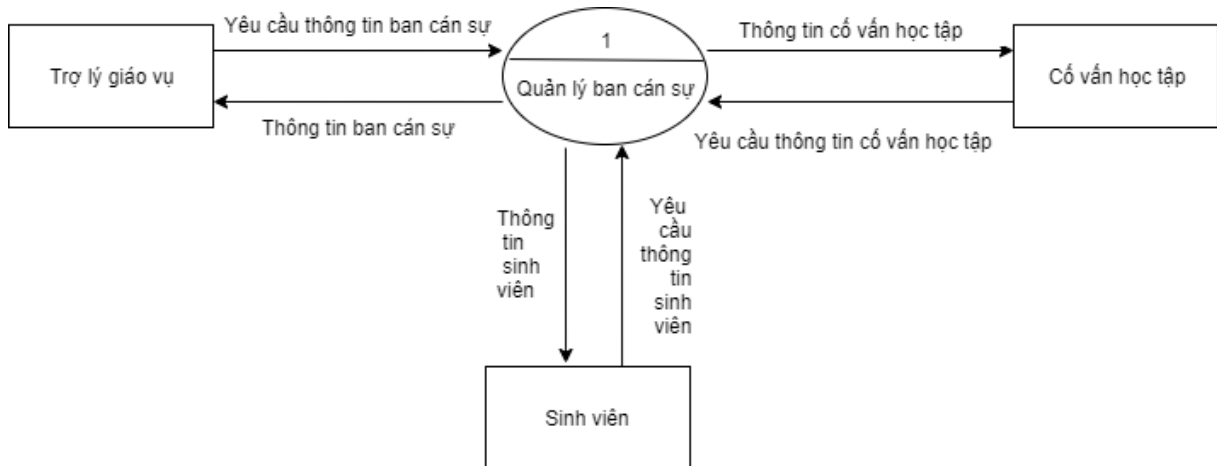 Yêu cầu thông tin ban cán sự
Trợ lý giáo vụ
Thông tin ban cán sự
1
Quản lý ban cán sự
Thông tin cố vấn học tập
Cố vấn học tập
Yêu cầu thông tin cố vấn học tập
Thông
tin
sinh
viên
Yêu
cầu
thông
tin
sinh
viên
Sinh viên